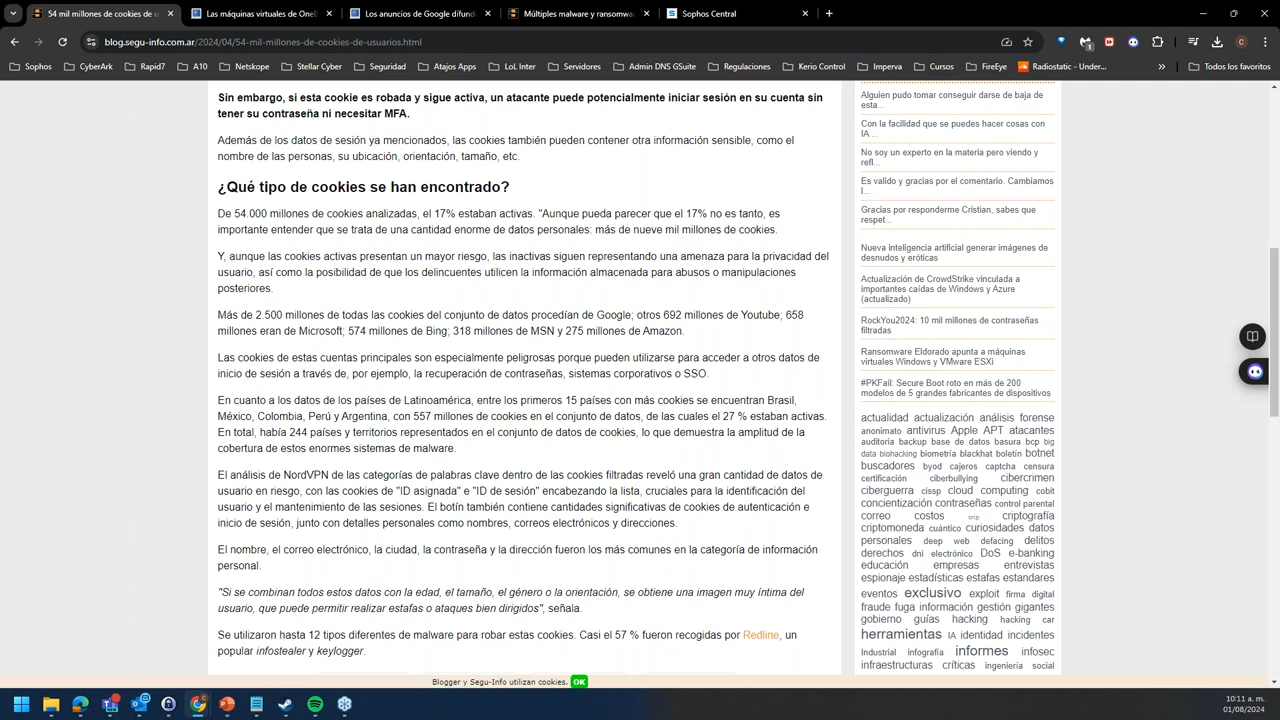 54 mil millones de cookies de u
Las máquinas virtuales de OneD
Los anuncios de Google difund
Múltiples malware y ransomwa
Sophos Central
blog.segu-info.com.ar/2024/04/54-mil-millones-de-cookies-de-usuarios.html
Sophos CyberArk Rapid7 A10 Netskope Stellar Cyber Seguridad Atajos Apps LoL Inter Servidores Admin DNS GSuite Regulaciones Kerio Control Imperva Cursos FireEye Radiostatic - Under... Todos los favoritos
Sin embargo, si esta cookie es robada y sigue activa, un atacante puede potencialmente iniciar sesión en su cuenta sin
tener su contraseña ni necesitar MFA.
Además de los datos de sesión ya mencionados, las cookies también pueden contener otra información sensible, como el
nombre de las personas, su ubicación, orientación, tamaño, etc.
¿Qué tipo de cookies se han encontrado?
De 54.000 millones de cookies analizadas, el 17% estaban activas. "Aunque pueda parecer que el 17% no es tanto, es
importante entender que se trata de una cantidad enorme de datos personales: más de nueve mil millones de cookies.
Y, aunque las cookies activas presentan un mayor riesgo, las inactivas siguen representando una amenaza para la privacidad del
usuario, así como la posibilidad de que los delincuentes utilicen la información almacenada para abusos o manipulaciones
posteriores.
Más de 2.500 millones de todas las cookies del conjunto de datos procedían de Google; otros 692 millones de Youtube; 658
millones eran de Microsoft; 574 millones de Bing; 318 millones de MSN y 275 millones de Amazon.
Las cookies de estas cuentas principales son especialmente peligrosas porque pueden utilizarse para acceder a otros datos de
inicio de sesión a través de, por ejemplo, la recuperación de contraseñas, sistemas corporativos o SSO.
En cuanto a los datos de los países de Latinoamérica, entre los primeros 15 países con más cookies se encuentran Brasil,
México, Colombia, Perú y Argentina, con 557 millones de cookies en el conjunto de datos, de las cuales el 27 % estaban activas.
En total, había 244 países y territorios representados en el conjunto de datos de cookies, lo que demuestra la amplitud de la
cobertura de estos enormes sistemas de malware.
El análisis de NordVPN de las categorías de palabras clave dentro de las cookies filtradas reveló una gran cantidad de datos de
usuario en riesgo, con las cookies de "ID asignada" e "ID de sesión" encabezando la lista, cruciales para la identificación del
usuario y el mantenimiento de las sesiones. El botín también contiene cantidades significativas de cookies de autenticación e
inicio de sesión, junto con detalles personales como nombres, correos electrónicos y direcciones.
El nombre, el correo electrónico, la ciudad, la contraseña y la dirección fueron los más comunes en la categoría de información
personal.
"Si se combinan todos estos datos con la edad, el tamaño, el género o la orientación, se obtiene una imagen muy íntima del
usuario, que puede permitir realizar estafas o ataques bien dirigidos", señala.
Se utilizaron hasta 12 tipos diferentes de malware para robar estas cookies. Casi el 57 % fueron recogidas por Redline, un
popular infostealer y keylogger.
Alguien pudo tomar conseguir darse de baja de
esta...
Con la facilidad que se puedes hacer cosas con
IA ...
No soy un experto en la materia pero viendo y
refl...
Es valido y gracias por el comentario. Cambiamos
l...
Gracias por responderme Cristian, sabes que
respet...
Nueva inteligencia artificial generar imágenes de
desnudos y eróticas
Actualización de CrowdStrike vinculada a
importantes caídas de Windows y Azure
(actualizado)
RockYou2024: 10 mil millones de contraseñas
filtradas
Ransomware Eldorado apunta a máquinas
virtuales Windows y VMware ESXi
#PKFail: Secure Boot roto en más de 200
modelos de 5 grandes fabricantes de dispositivos
actualidad actualización análisis forense
anonimato antivirus Apple APT atacantes
auditoria backup base de datos basura bcp big
data biohacking biometría blackhat boletín botnet
buscadores byod cajeros captcha censura
certificación ciberbullying cibercrimen
ciberguerra cissp cloud computing cobit
concientización contraseñas control parental
correo costos crip criptografía
criptomoneda cuántico curiosidades datos
personales deep web defacing delitos
derechos dni electrónico DoS e-banking
educación empresas entrevistas
espionaje estadísticas estafas estandares
eventos exclusivo exploit firma digital
fraude fuga información gestión gigantes
gobierno guías hacking hacking car
herramientas IA identidad incidentes
Industrial infografía informes infosec
infraestructuras críticas ingeniería social
Blogger y Segu-Info utilizan cookies. OK
10:11 a. m.
01/08/2024